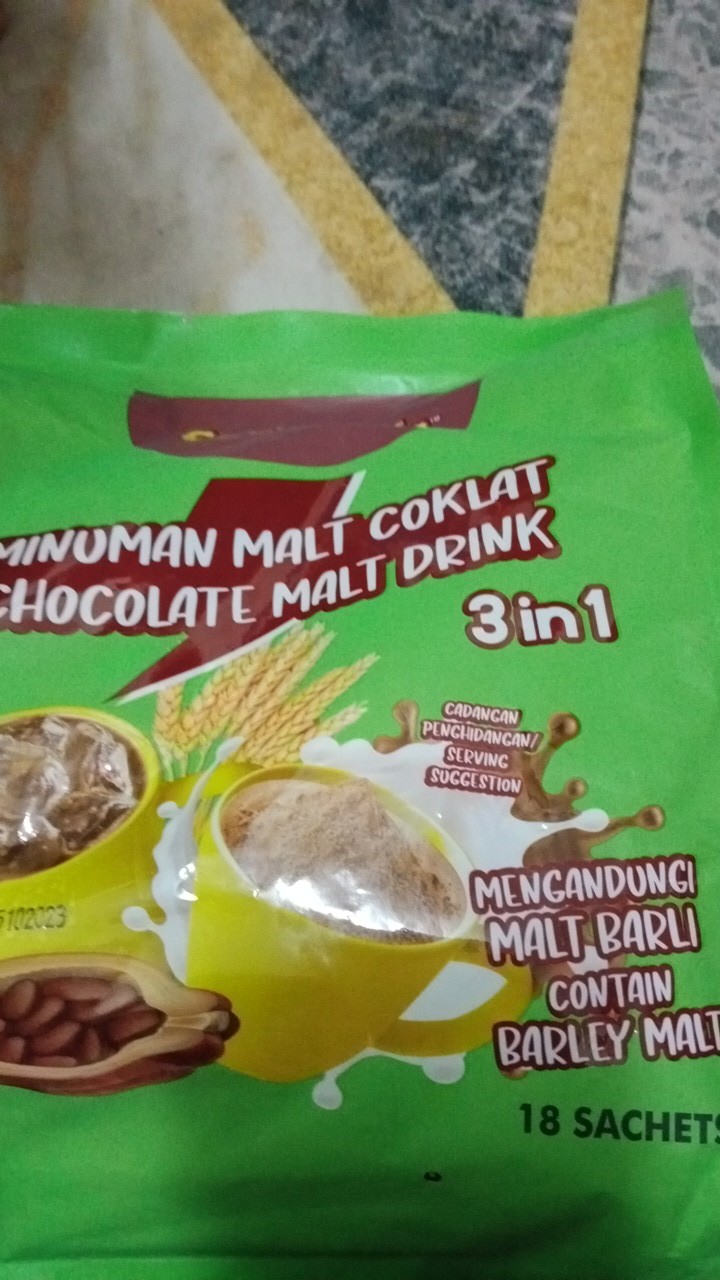 MINUMAN MALT COKLAT
CHOCOLATE MALT DRINK
3 in 1
CADANGAN
PENGHIDANGAN/
SERVING
SUGGESTION
MENGANDUNGI
MALT BARLI
CONTAIN
BARLEY MALT
5102023
18 SACHETS